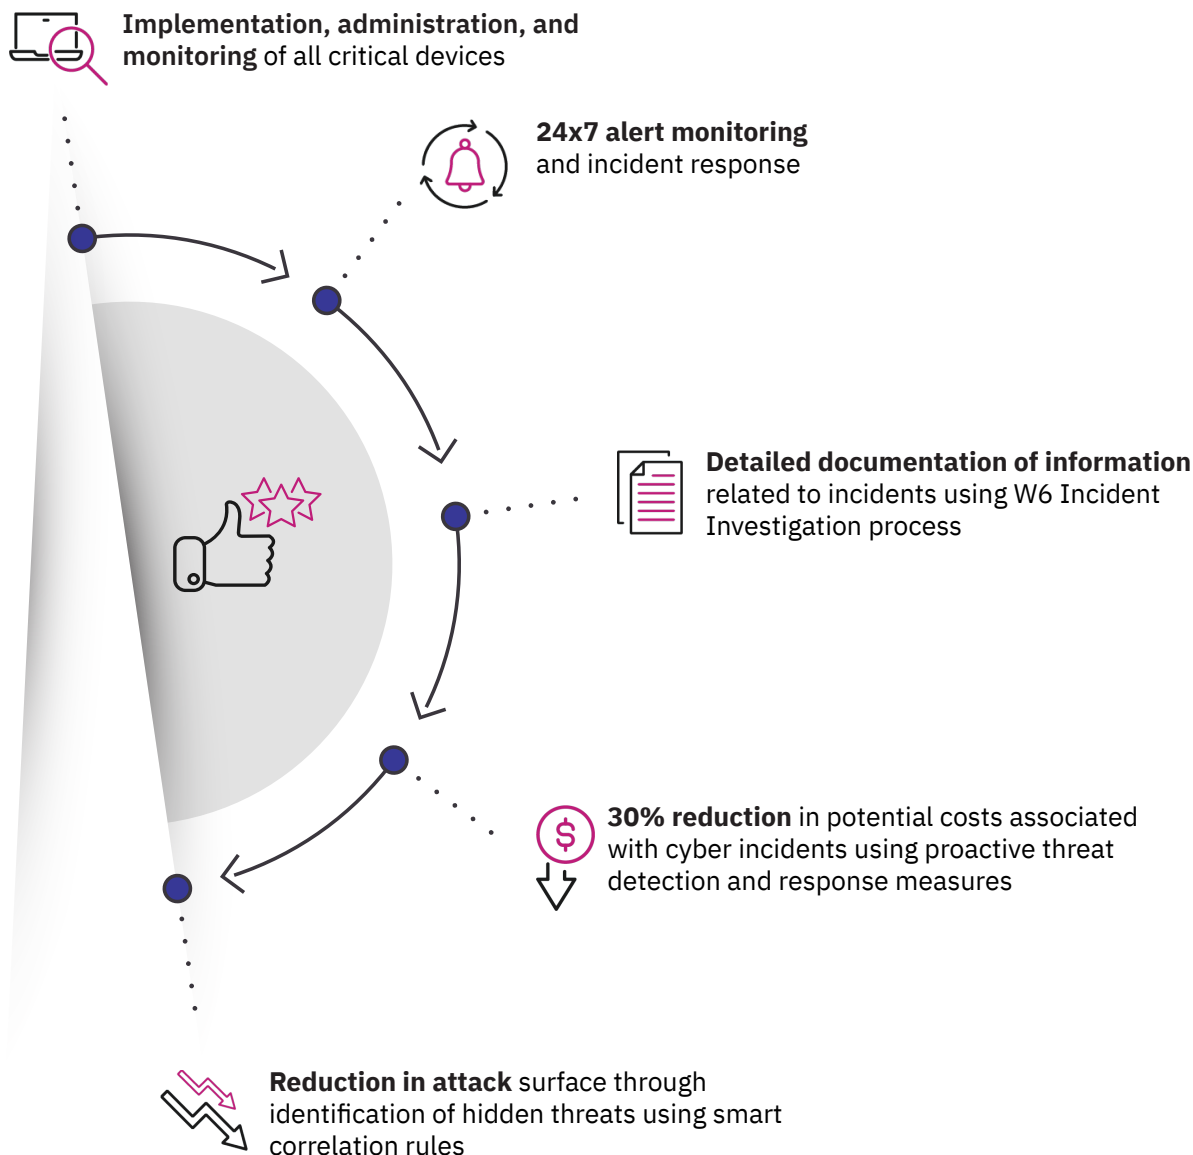 Implementation, administration, and
monitoring of all critical devices
24x7 alert monitoring
and incident response
Detailed documentation of information
related to incidents using W6 Incident
Investigation process
$
30% reduction in potential costs associated
with cyber incidents using proactive threat
detection and response measures
Reduction in attack surface through
identification of hidden threats using smart
correlation rules